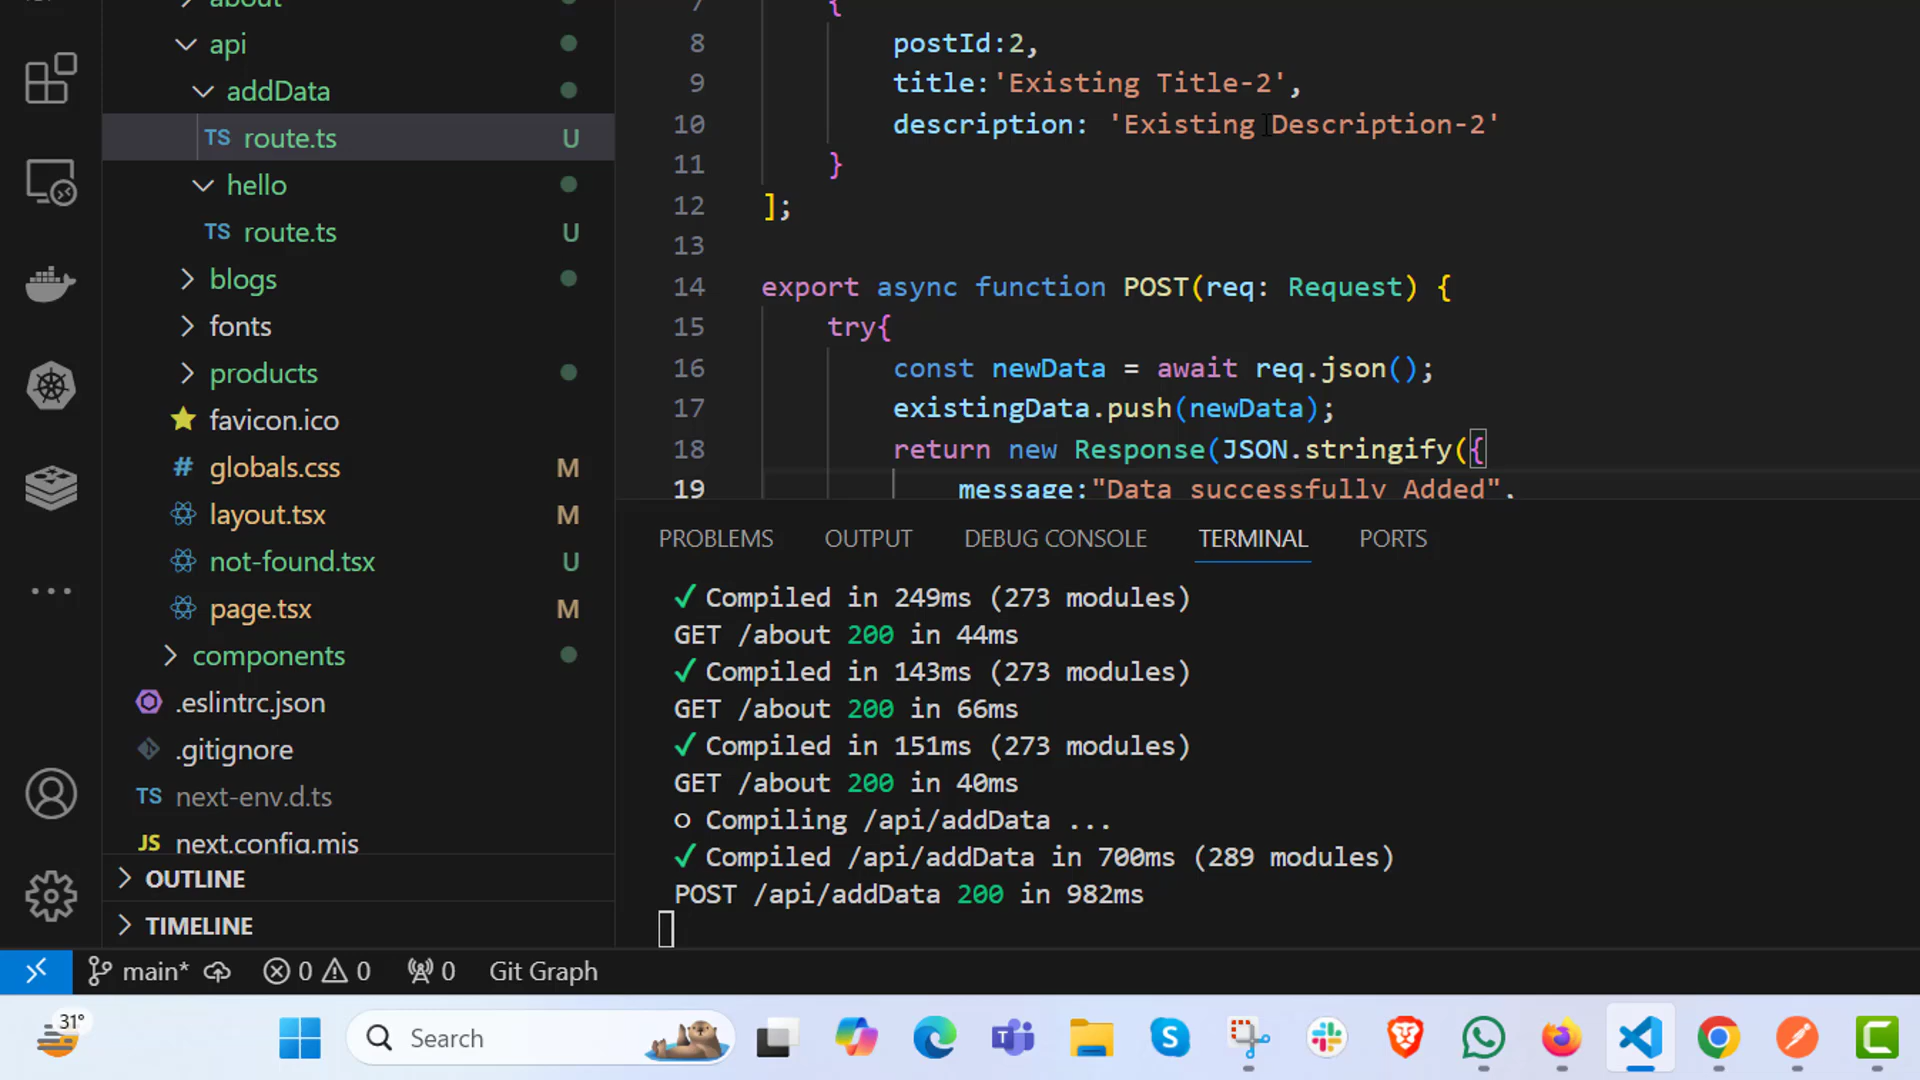 about
api
addData
TS route.ts U
hello
TS route.ts U
blogs
fonts
products
favicon.ico
# globals.css M
layout.tsx M
not-found.tsx U
page.tsx M
components
.eslintrc.json
.gitignore
TS next-env.d.ts
JS next.config.mjs
OUTLINE
TIMELINE
7 {
8 postId:2,
9 title:'Existing Title-2',
10 description: 'Existing Description-2'
11 }
12 ];
13
14 export async function POST(req: Request) {
15 try{
16 const newData = await req.json();
17 existingData.push(newData);
18 return new Response(JSON.stringify({
19 message:"Data successfully Added",
PROBLEMS OUTPUT DEBUG CONSOLE TERMINAL PORTS
✓ Compiled in 249ms (273 modules)
GET /about 200 in 44ms
✓ Compiled in 143ms (273 modules)
GET /about 200 in 66ms
✓ Compiled in 151ms (273 modules)
GET /about 200 in 40ms
○ Compiling /api/addData ...
✓ Compiled /api/addData in 700ms (289 modules)
POST /api/addData 200 in 982ms
main* 0 0 0 Git Graph
31° Search